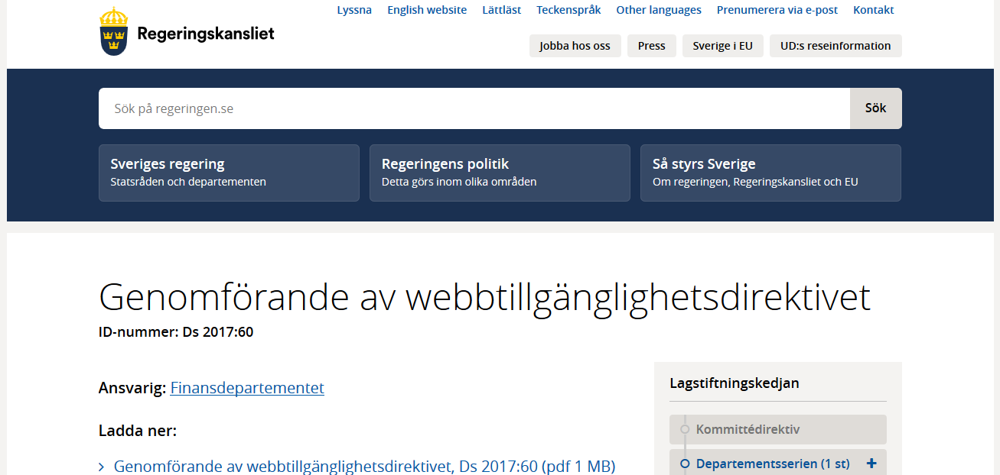 Lyssna English website Lättläst Teckenspråk Other languages Prenumerera via e-post Kontakt
Regeringskansliet
Jobba hos oss Press Sverige i EU UD:s reseinformation
Sök på regeringen.se Sök
Sveriges regering
Statsråden och departementen
Regeringens politik
Detta görs inom olika områden
Så styrs Sverige
Om regeringen, Regeringskansliet och EU
Genomförande av webbtillgänglighetsdirektivet
ID-nummer: Ds 2017:60
Ansvarig: Finansdepartementet
Ladda ner:
Genomförande av webbtillgänglighetsdirektivet, Ds 2017:60 (pdf 1 MB)
Lagstiftningskedjan
Kommittédirektiv
Departementsserien (1 st) +